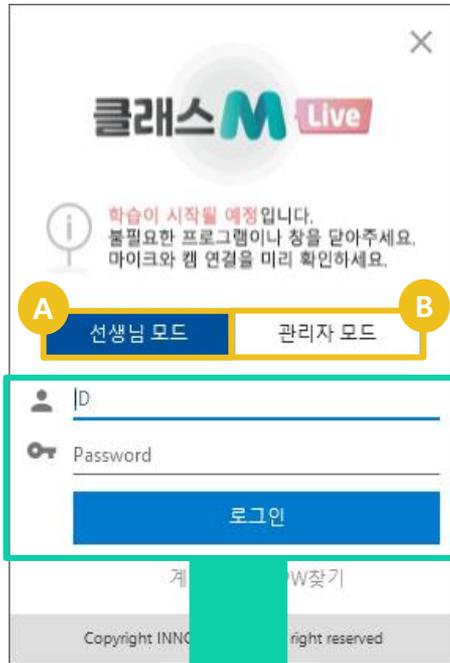 클래스 M Live
학습이 시작될 예정입니다.
불필요한 프로그램이나 창을 닫아주세요.
마이크와 캠 연결을 미리 확인하세요.
A B
선생님 모드 관리자 모드
ID
Password
로그인
계 PW찾기
Copyright INNO right reserved